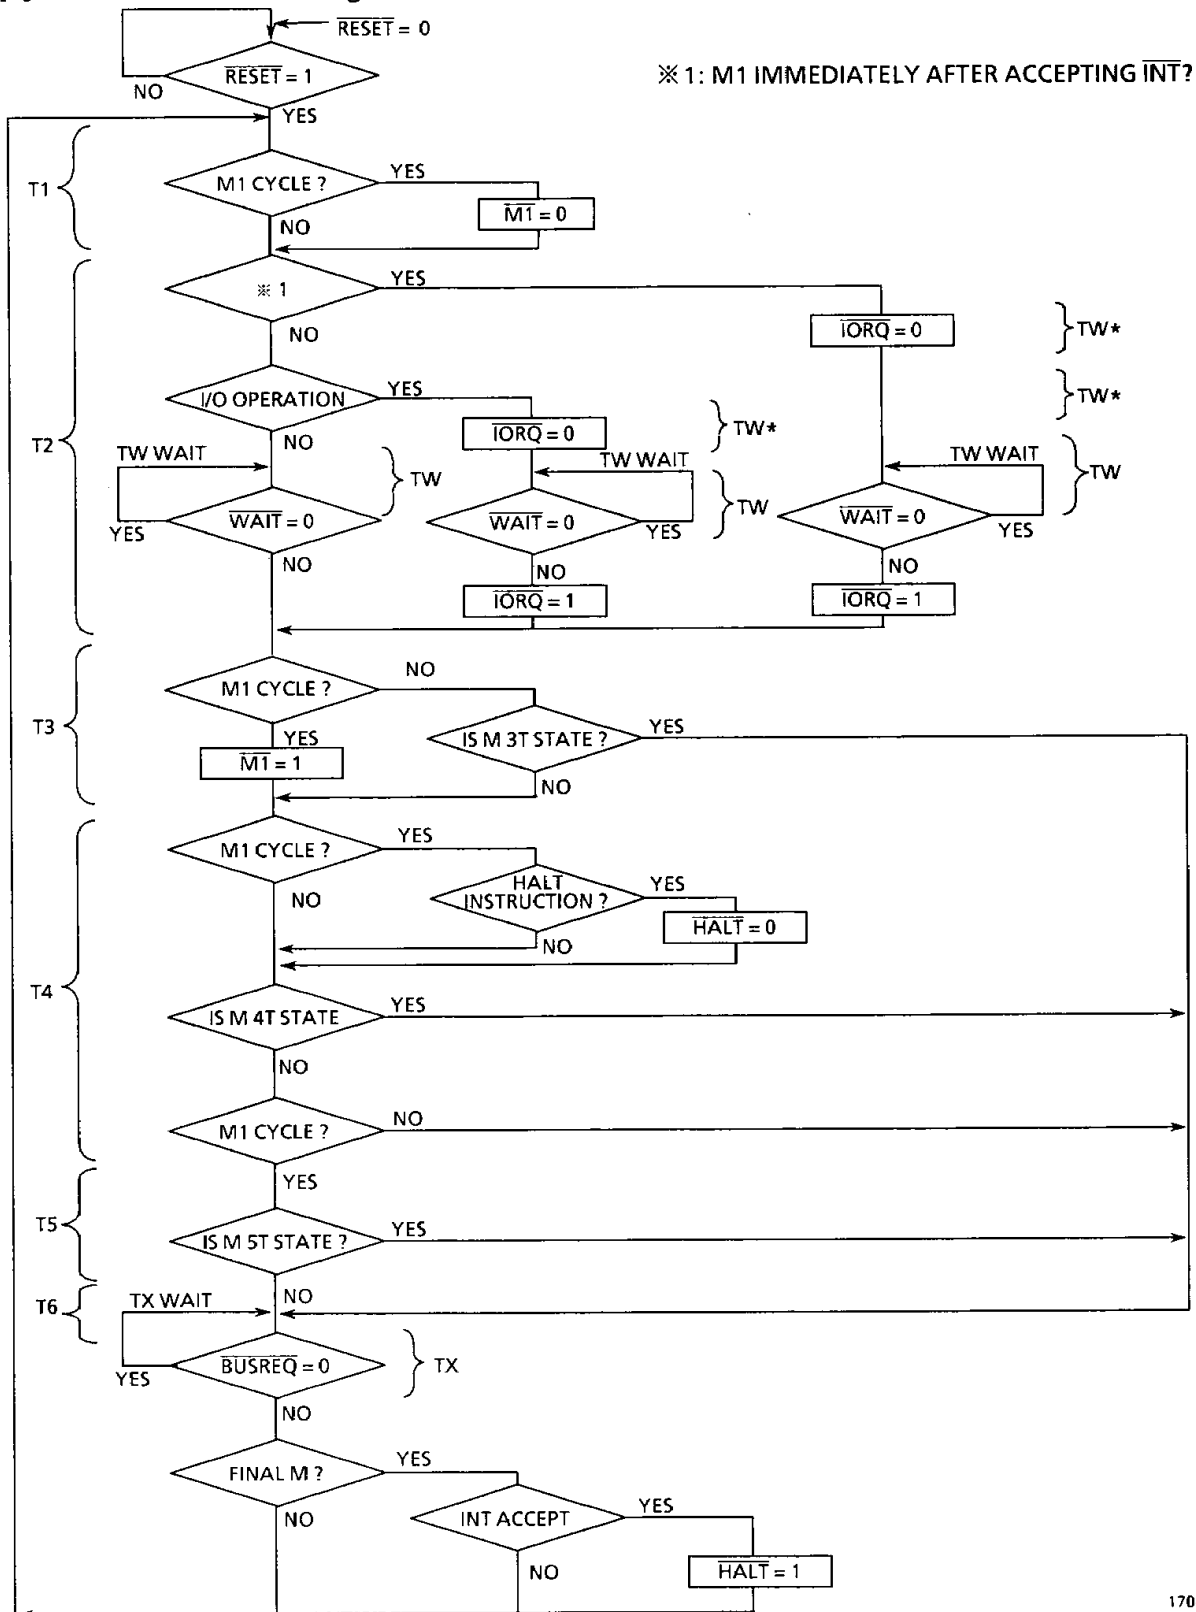 RESET = 0
RESET = 1
※1: M1 IMMEDIATELY AFTER ACCEPTING INT?
NO
YES
T1
M1 CYCLE ?
YES
M1 = 0
NO
T2
※ 1
YES
NO
IORQ = 0
TW*
I/O OPERATION
YES
TW*
NO
IORQ = 0
TW*
TW WAIT
TW
TW WAIT
TW
TW WAIT
TW
WAIT = 0
YES
NO
WAIT = 0
YES
NO
WAIT = 0
YES
NO
IORQ = 1
IORQ = 1
T3
M1 CYCLE ?
NO
YES
M1 = 1
IS M 3T STATE ?
YES
NO
T4
M1 CYCLE ?
YES
NO
HALT
INSTRUCTION ?
YES
NO
HALT = 0
IS M 4T STATE
YES
NO
M1 CYCLE ?
NO
YES
T5
IS M 5T STATE ?
YES
NO
T6
TX WAIT
BUSREQ = 0
YES
TX
NO
FINAL M ?
YES
NO
INT ACCEPT
YES
NO
HALT = 1
170